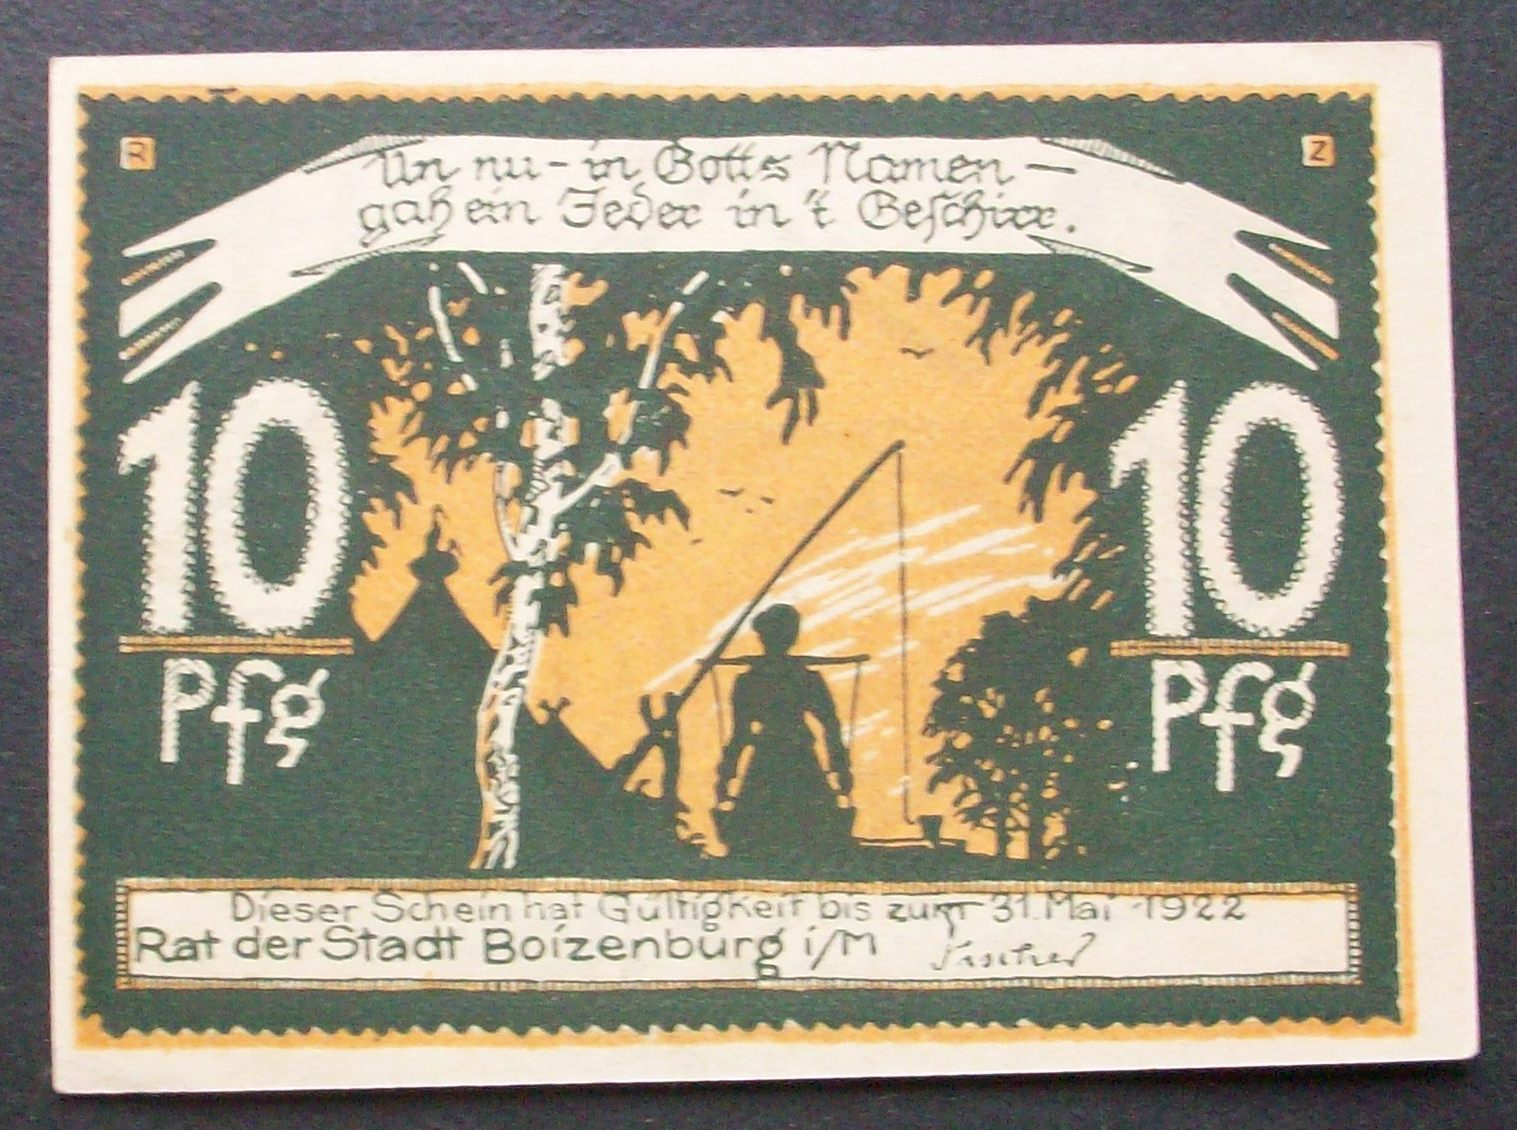 R
Z
Un nu - in Gotts Namen -
gah ein Jeder in 't Geschirr.
10
Pfg
10
Pfg
Dieser Schein hat Gültigkeit bis zum 31. Mai 1922
Rat der Stadt Boizenburg i/M
Fischer